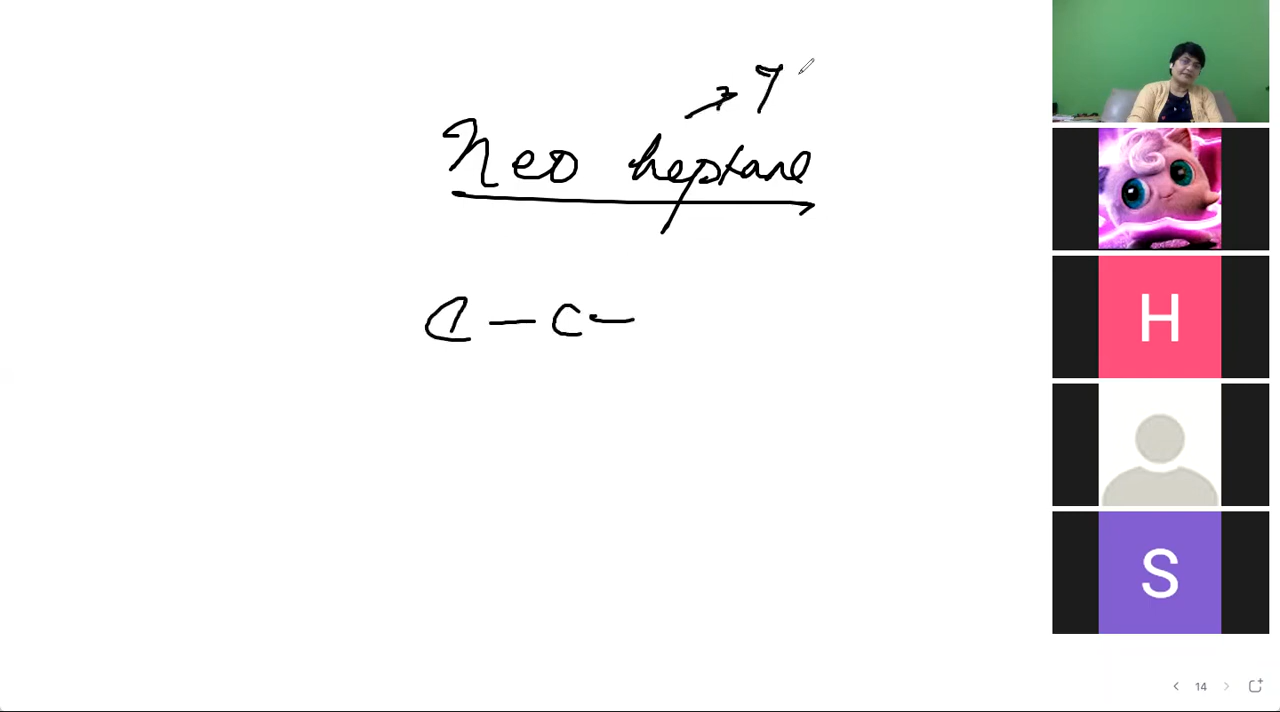 → 7
Neo heptane
C — C —
H
S
14